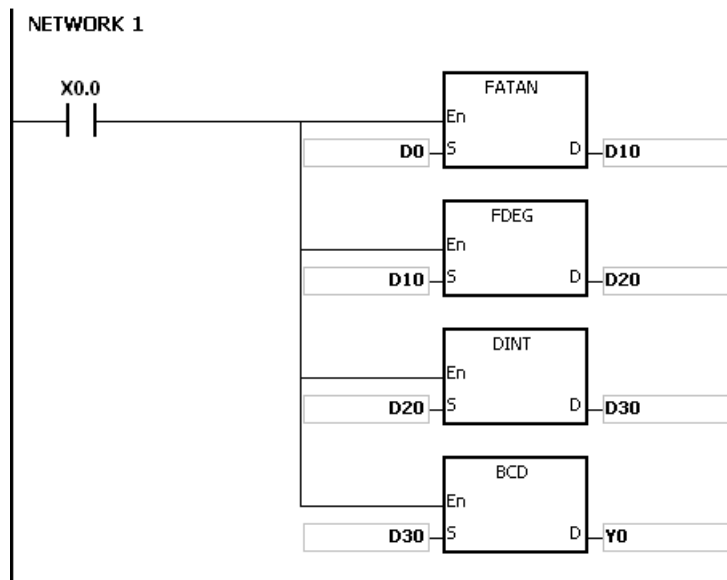 NETWORK 1
X0.0
FATAN
En
D0 S D D10
FDEG
En
D10 S D D20
DINT
En
D20 S D D30
BCD
En
D30 S D Y0